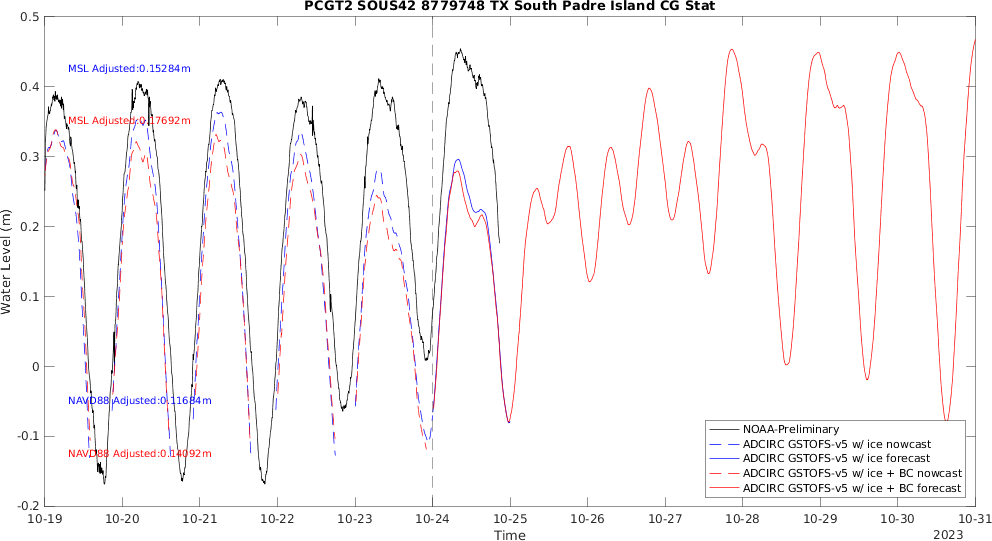 PCGT2 SOUS42 8779748 TX South Padre Island CG Stat
Water Level (m)
0.5
0.4
0.3
0.2
0.1
0
-0.1
-0.2
MSL Adjusted:0.15284m
MSL Adjusted:0.17692m
NAVD88 Adjusted:0.11684m
NAVD88 Adjusted:0.14092m
NOAA-Preliminary
ADCIRC GSTOFS-v5 w/ ice nowcast
ADCIRC GSTOFS-v5 w/ ice forecast
ADCIRC GSTOFS-v5 w/ ice + BC nowcast
ADCIRC GSTOFS-v5 w/ ice + BC forecast
10-19 10-20 10-21 10-22 10-23 10-24 10-25 10-26 10-27 10-28 10-29 10-30 10-31
Time
2023